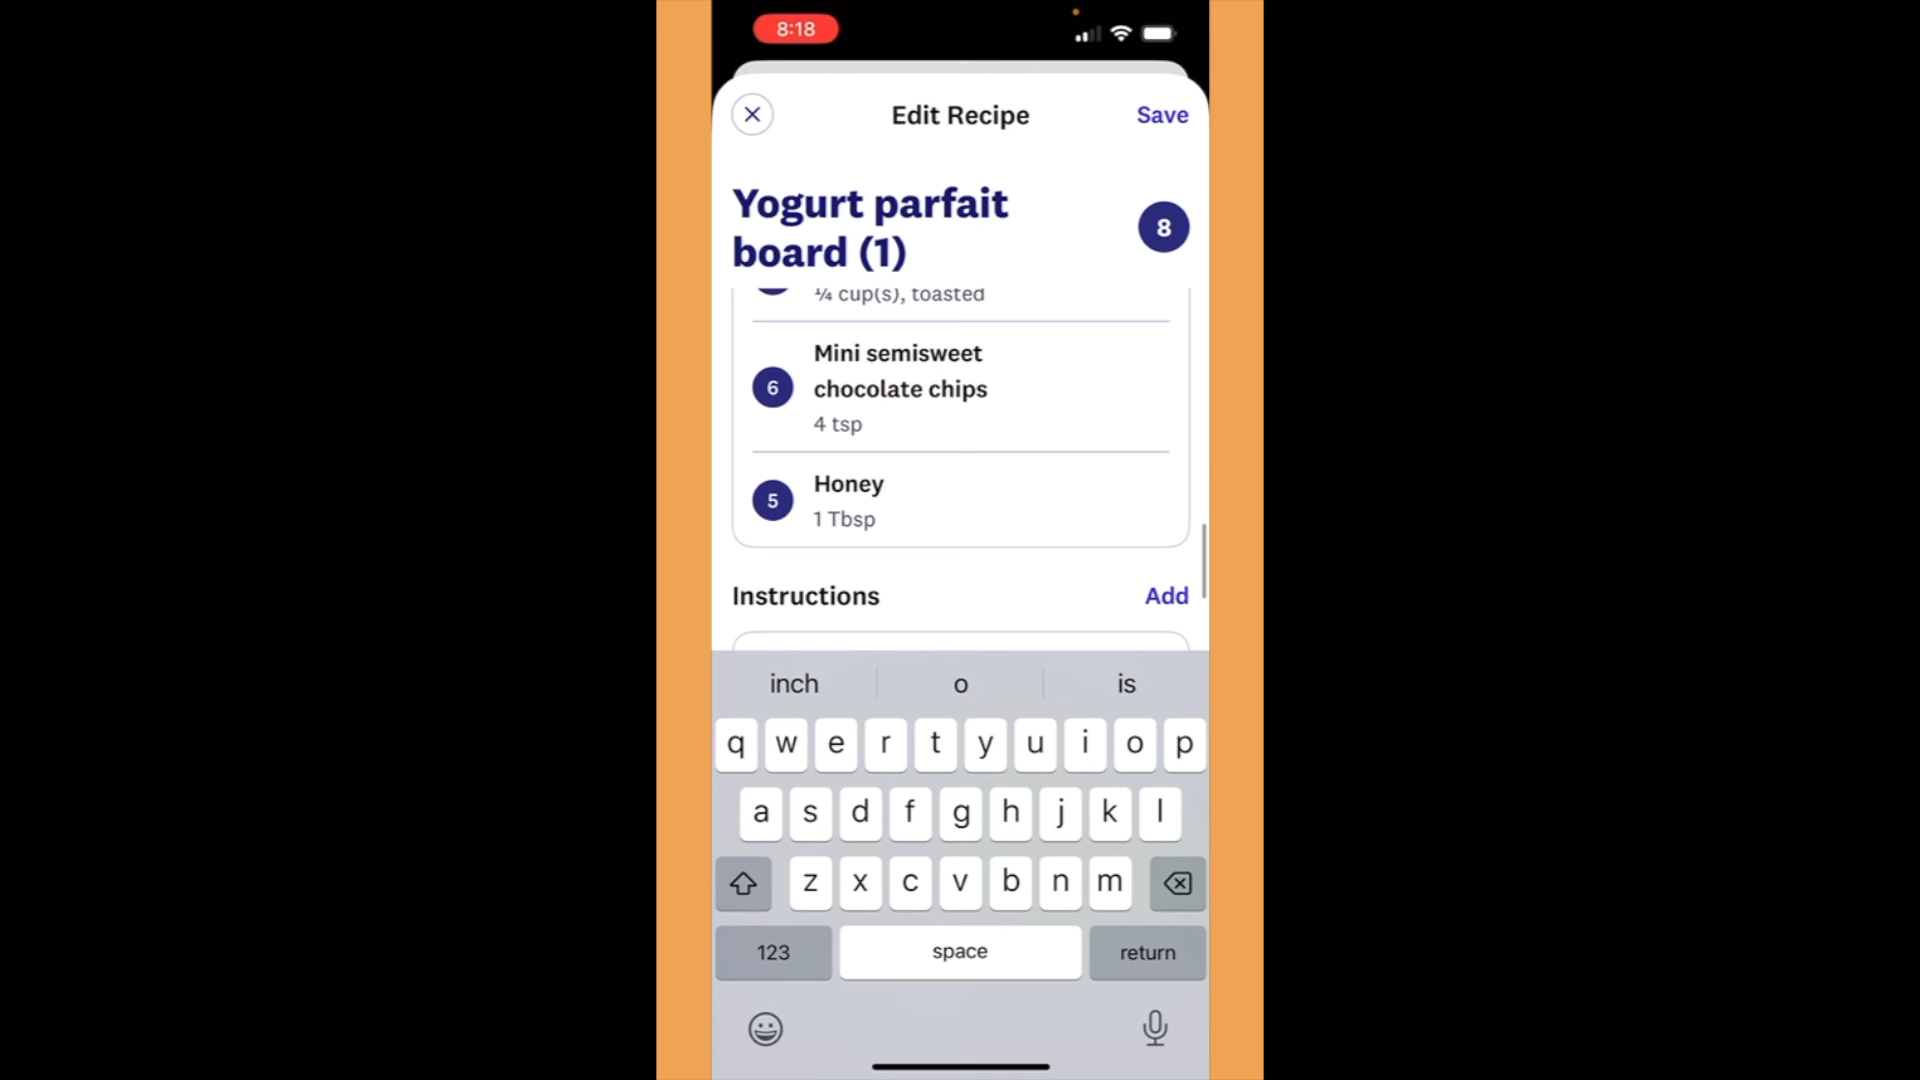 8:18
Edit Recipe
Save
Yogurt parfait
board (1)
8
¼ cup(s), toasted
Mini semisweet
chocolate chips
6
4 tsp
Honey
5
1 Tbsp
Instructions
Add
inch
o
is
q w e r t y u i o p
a s d f g h j k l
z x c v b n m
123
space
return